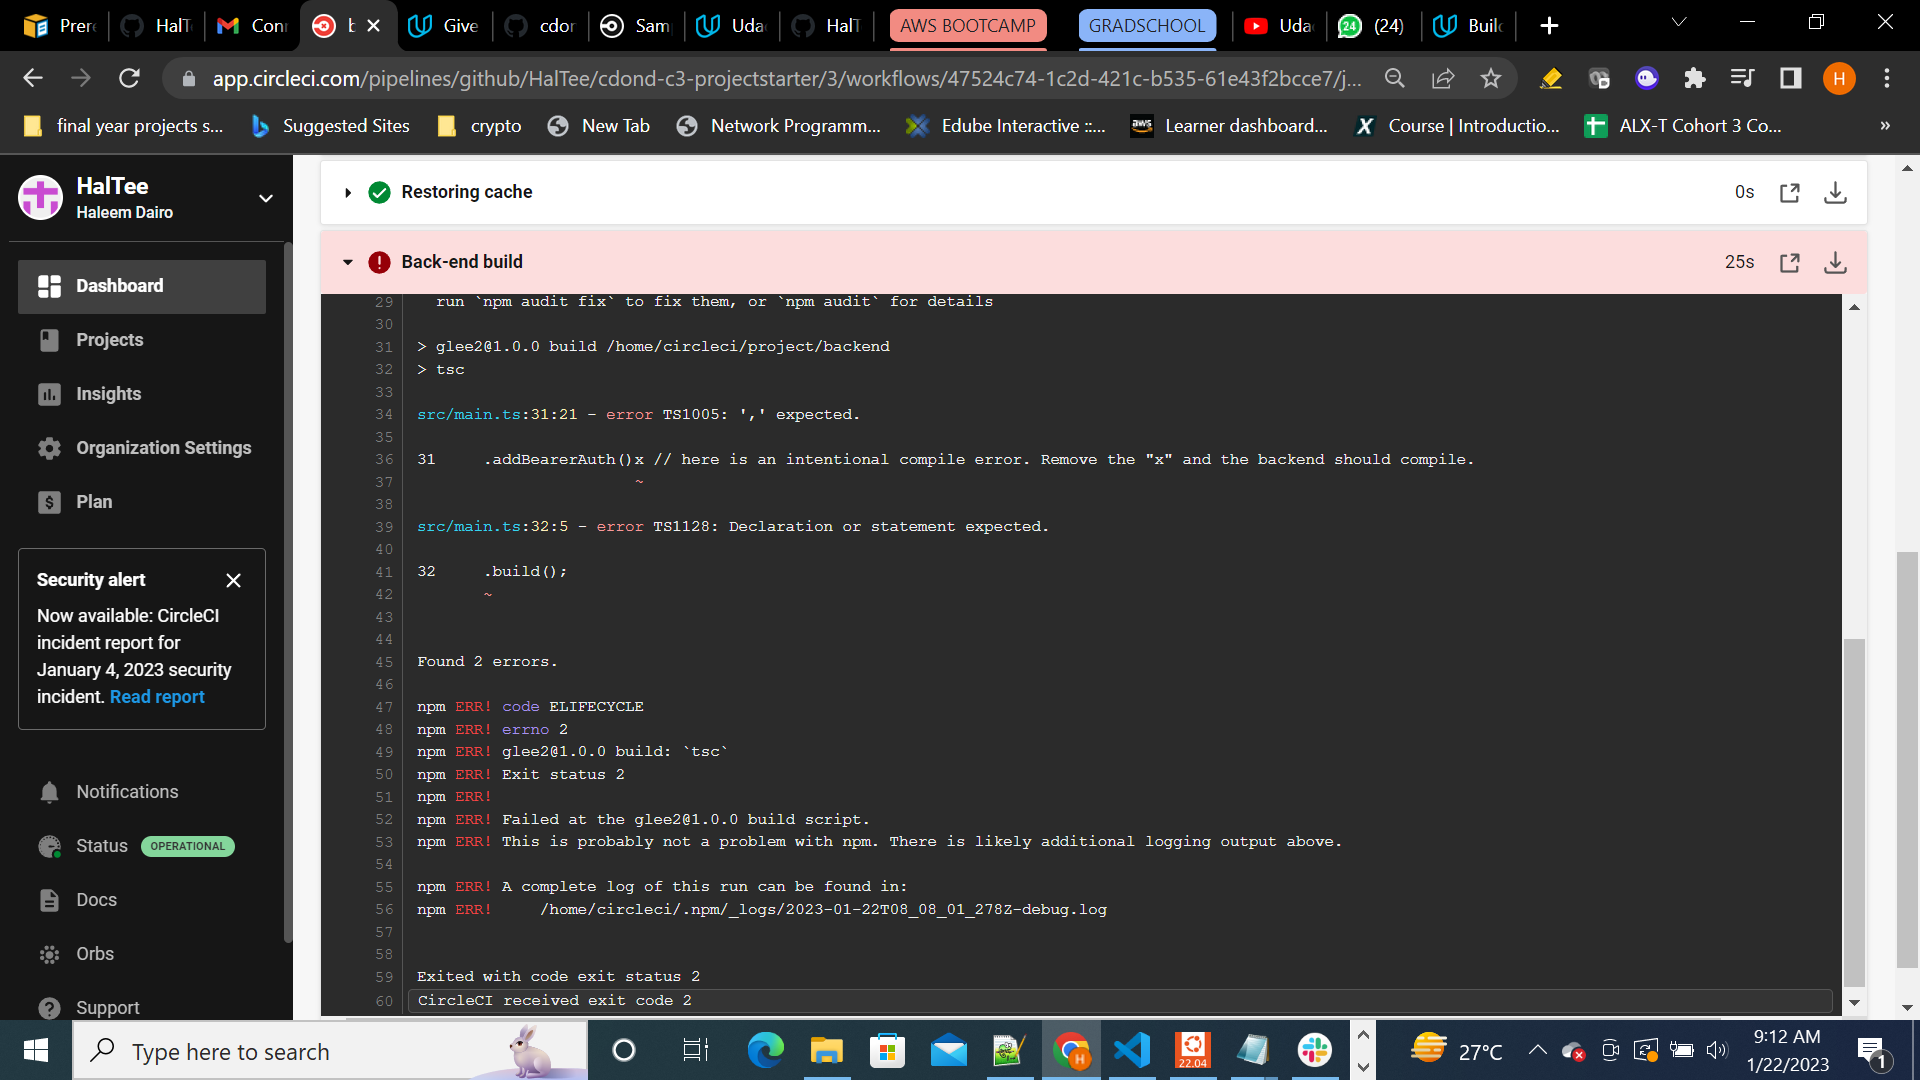 Prer
HalT
Conn
b
Give
cdon
Sam
Uda
HalT
AWS BOOTCAMP
GRADSCHOOL
Uda
(24)
Build
app.circleci.com/pipelines/github/HalTee/cdond-c3-projectstarter/3/workflows/47524c74-1c2d-421c-b535-61e43f2bcce7/j...
H
final year projects s...
Suggested Sites
crypto
New Tab
Network Programm...
Edube Interactive ::...
aws
Learner dashboard...
Course | Introductio...
ALX-T Cohort 3 Co...
»
HalTee
Haleem Dairo
Dashboard
Projects
Insights
Organization Settings
Plan
Security alert
Now available: CircleCI
incident report for
January 4, 2023 security
incident. Read report
Notifications
Status OPERATIONAL
Docs
Orbs
Support
Restoring cache 0s
Back-end build 25s
29 run `npm audit fix` to fix them, or `npm audit` for details
30
31 > glee2@1.0.0 build /home/circleci/project/backend
32 > tsc
33
34 src/main.ts:31:21 - error TS1005: ',' expected.
35
36 31 .addBearerAuth()x // here is an intentional compile error. Remove the "x" and the backend should compile.
37 ~
38
39 src/main.ts:32:5 - error TS1128: Declaration or statement expected.
40
41 32 .build();
42 ~
43
44
45 Found 2 errors.
46
47 npm ERR! code ELIFECYCLE
48 npm ERR! errno 2
49 npm ERR! glee2@1.0.0 build: `tsc`
50 npm ERR! Exit status 2
51 npm ERR!
52 npm ERR! Failed at the glee2@1.0.0 build script.
53 npm ERR! This is probably not a problem with npm. There is likely additional logging output above.
54
55 npm ERR! A complete log of this run can be found in:
56 npm ERR! /home/circleci/.npm/_logs/2023-01-22T08_08_01_278Z-debug.log
57
58
59 Exited with code exit status 2
60 CircleCI received exit code 2
Type here to search
H
22.04
27°C
9:12 AM
1/22/2023
1